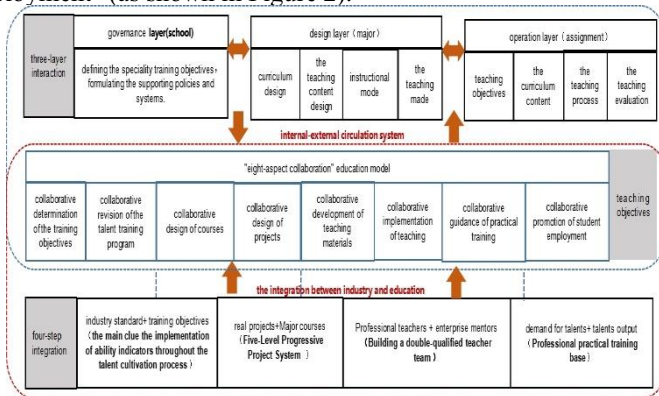 ployment" (as shown in Figure 2).
three-layer
interaction
governance layer(school)
defining the speciality training objectives,
formulating the supporting policies and
systems.
design layer ( major)
curriculum
design
the
teaching
content
design
instructional
mode
the
teaching
made
operation layer ( assignment)
teaching
objectives
the
curriculum
content
the
teaching
process
the
teaching
evaluation
internal-external circulation system
"eight-aspect collaboration" education model
collaborative
determination
of the training
objectives
collaborative
revision of the
talent training
program
collaborative
design of courses
collaborative
design of
projects
collaborative
development of
teaching
materials
collaborative
implementation
of teaching
collaborative
guidance of practical
training
collaborative
promotion of student
employment
teaching
objectives
the integration between industry and education
four-step
integration
industry standard+ training objectives
(the main clue the implementation
of ability indicators throughout the
talent cultivation process)
real projects+Major courses
(Five-Level Progressive
Project System )
Professional teachers + enterprise mentors
(Building a double-qualified teacher
team)
demand for talents+ talents output
(Professional practical training
base)